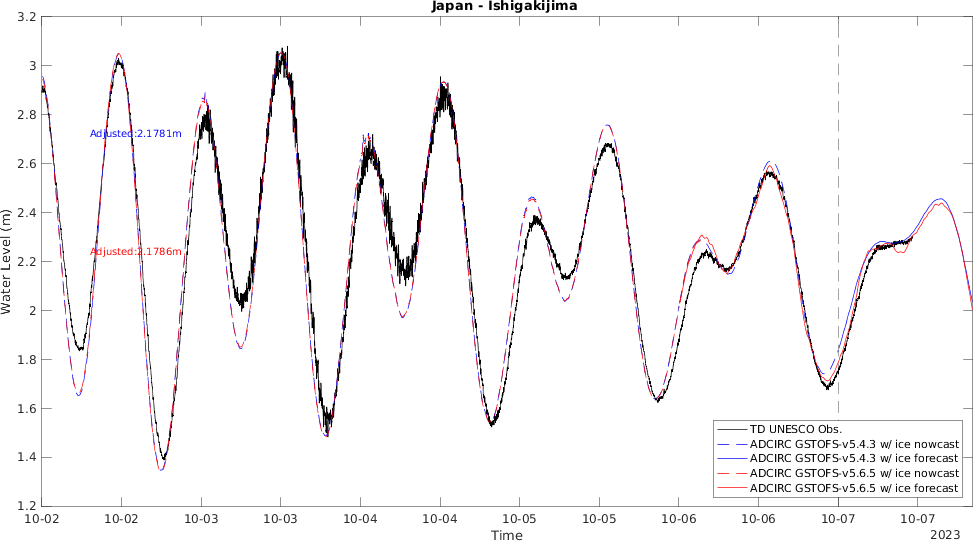 Japan - Ishigakijima
3.2
3
2.8
2.6
2.4
2.2
2
1.8
1.6
1.4
1.2
Water Level (m)
Adjusted:2.1781m
Adjusted:2.1786m
TD UNESCO Obs.
ADCIRC GSTOFS-v5.4.3 w/ ice nowcast
ADCIRC GSTOFS-v5.4.3 w/ ice forecast
ADCIRC GSTOFS-v5.6.5 w/ ice nowcast
ADCIRC GSTOFS-v5.6.5 w/ ice forecast
10-02 10-02 10-03 10-03 10-04 10-04 10-05 10-05 10-06 10-06 10-07 10-07
Time
2023